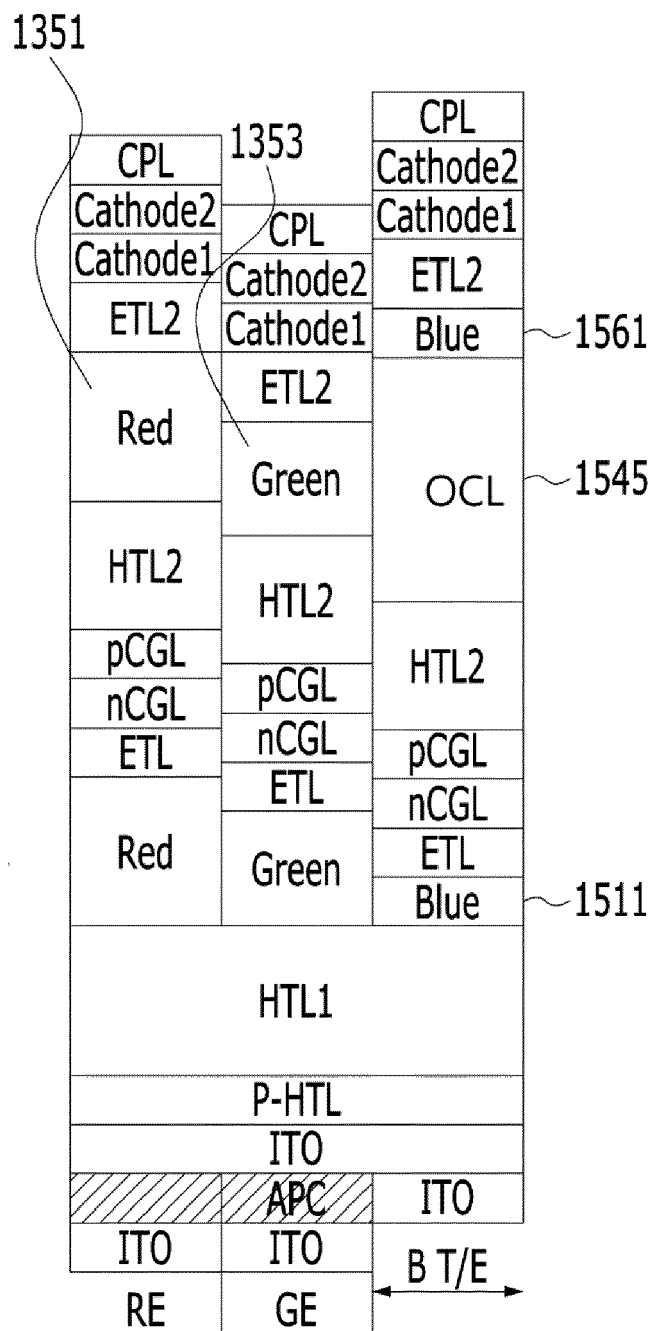 1351
1353
CPL
Cathode2
Cathode1
ETL2
Red
HTL2
pCGL
nCGL
ETL
Red
CPL
Cathode2
Cathode1
ETL2
Green
HTL2
pCGL
nCGL
ETL
Green
CPL
Cathode2
Cathode1
ETL2
Blue
1561
OCL
1545
HTL2
pCGL
nCGL
ETL
Blue
1511
HTL1
P-HTL
ITO
APC
ITO
ITO
ITO
B T/E
RE
GE